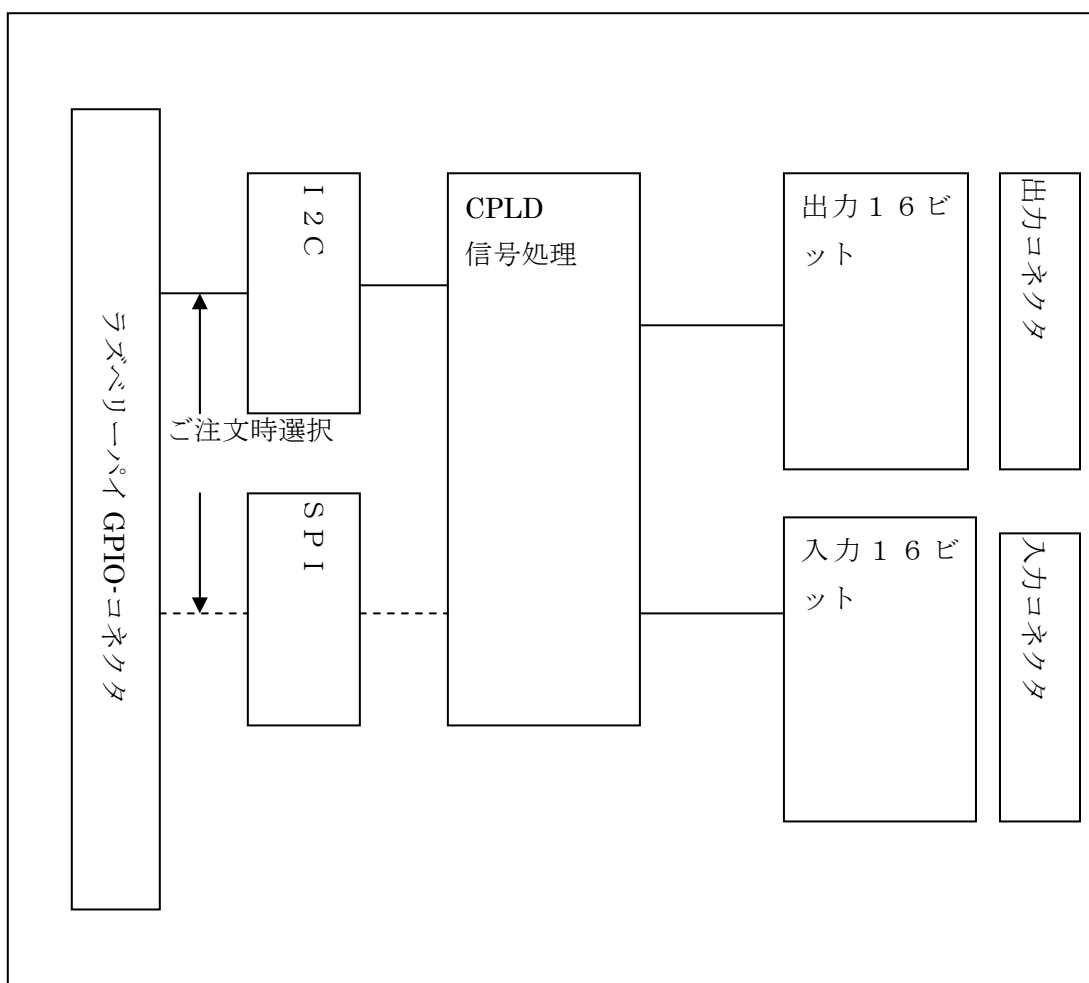 ラズベリーパイ GPIO-コネクタ
I２C
ご注文時選択
SPI
CPLD
信号処理
出力１６ビ
ット
出力コネクタ
入力１６ビ
ット
入力コネクタ